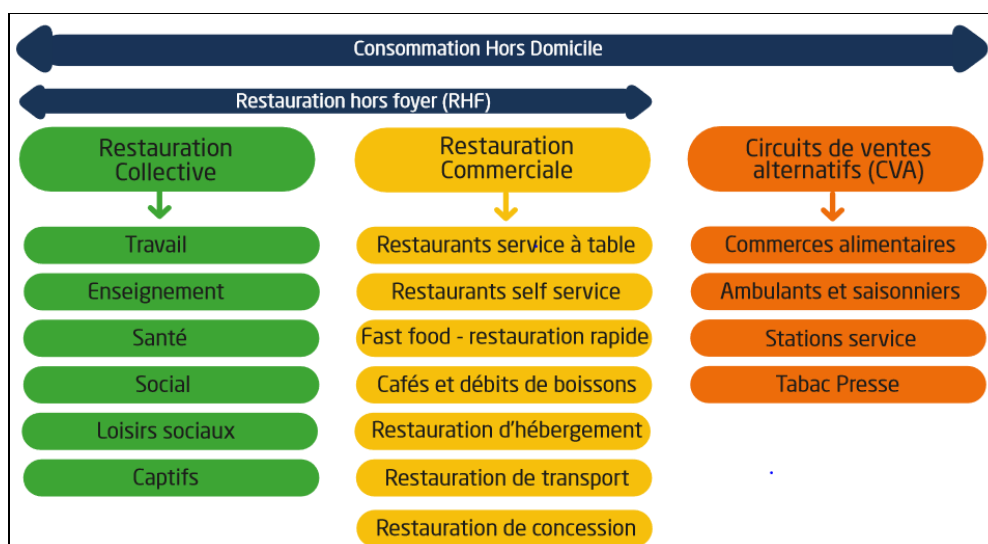 Consommation Hors Domicile
Restauration hors foyer (RHF)
Restauration
Collective
Travail
Enseignement
Santé
Social
Loisirs sociaux
Captifs
Restauration
Commerciale
Restaurants service à table
Restaurants self service
Fast food - restauration rapide
Cafés et débits de boissons
Restauration d'hébergement
Restauration de transport
Restauration de concession
Circuits de ventes
alternatifs (CVA)
Commerces alimentaires
Ambulants et saisonniers
Stations service
Tabac Presse